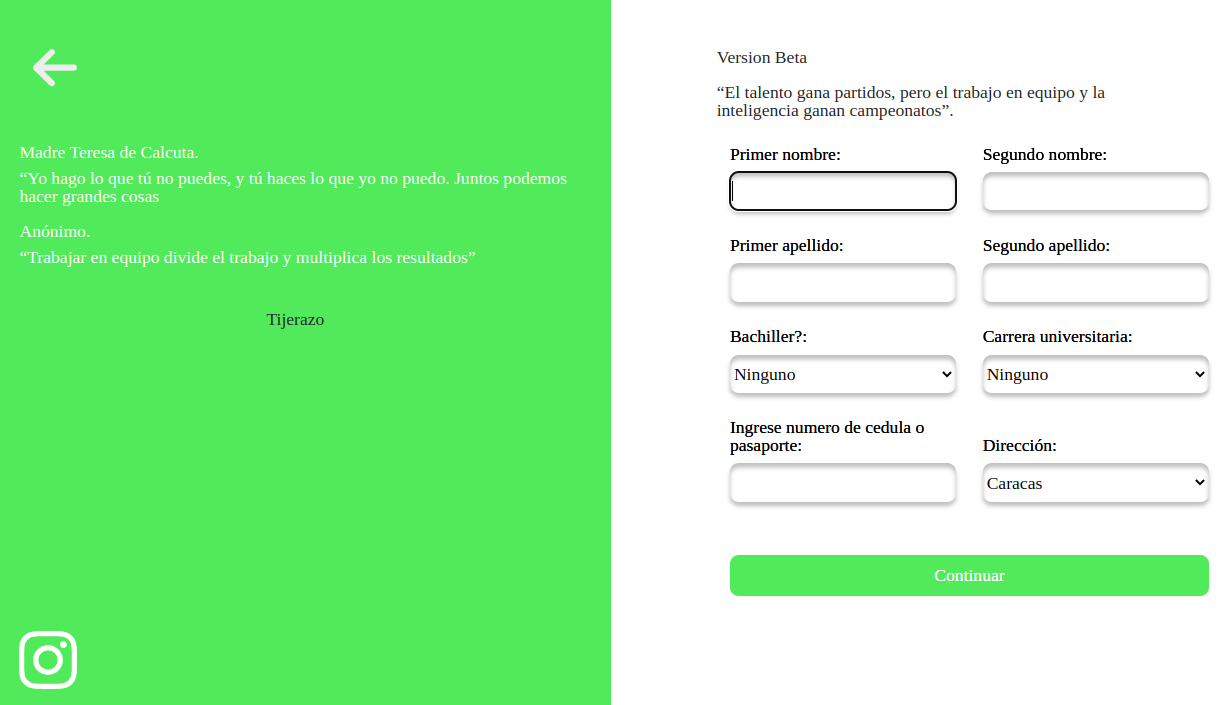 Madre Teresa de Calcuta.
“Yo hago lo que tú no puedes, y tú haces lo que yo no puedo. Juntos podemos
hacer grandes cosas
Anónimo.
“Trabajar en equipo divide el trabajo y multiplica los resultados”
Tijerazo
Version Beta
“El talento gana partidos, pero el trabajo en equipo y la
inteligencia ganan campeonatos”.
Primer nombre:
Segundo nombre:
Primer apellido:
Segundo apellido:
Bachiller?:
Carrera universitaria:
Ninguno
Ninguno
Ingrese numero de cedula o
pasaporte:
Dirección:
Caracas
Continuar